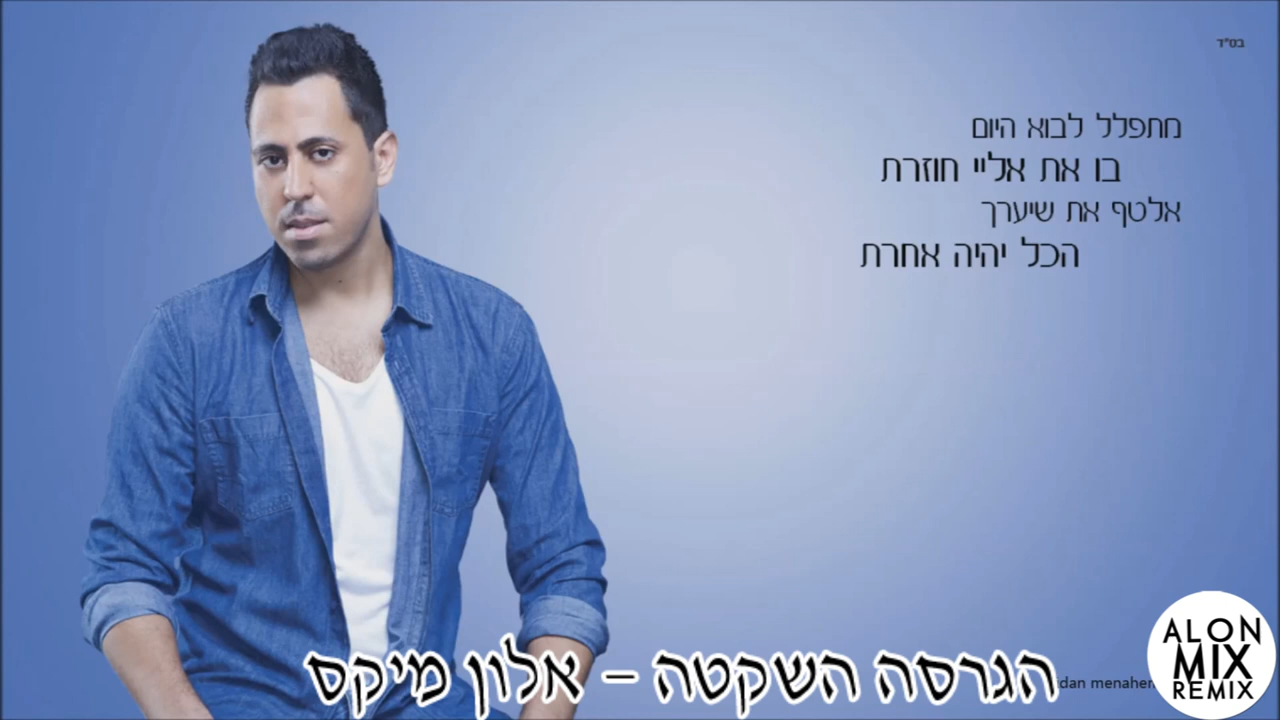 בס"ד
מתפלל לבוא היום
בו את אליי חוזרת
אלטף את שיערך
הכל יהיה אחרת
הגרסה השקטה - אלון מיקס
dan menahem
ALON
MIX
REMIX